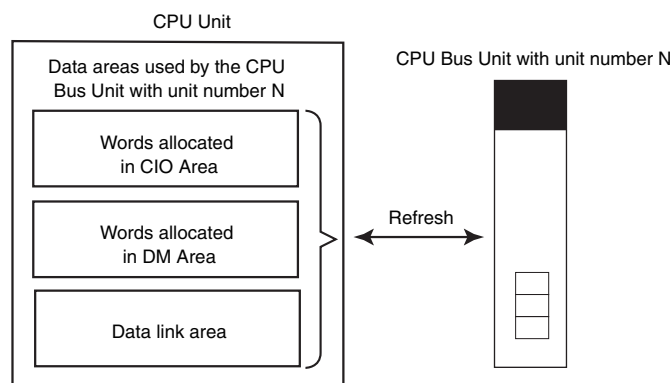 CPU Unit
Data areas used by the CPU
Bus Unit with unit number N
Words allocated
in CIO Area
Words allocated
in DM Area
Data link area
Refresh
CPU Bus Unit with unit number N